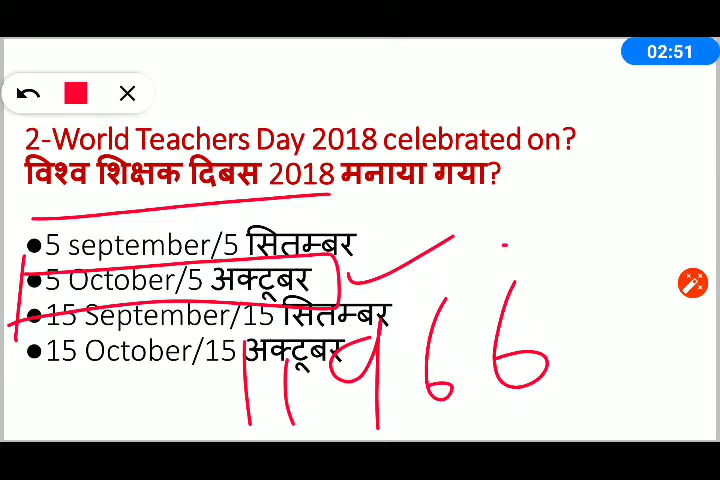 02:51
2-World Teachers Day 2018 celebrated on?
विश्व शिक्षक दिबस 2018 मनाया गया?
●5 september/5 सितम्बर
●5 October/5 अक्टूबर
●15 September/15 सितम्बर
●15 October/15 अक्टूबर
11966